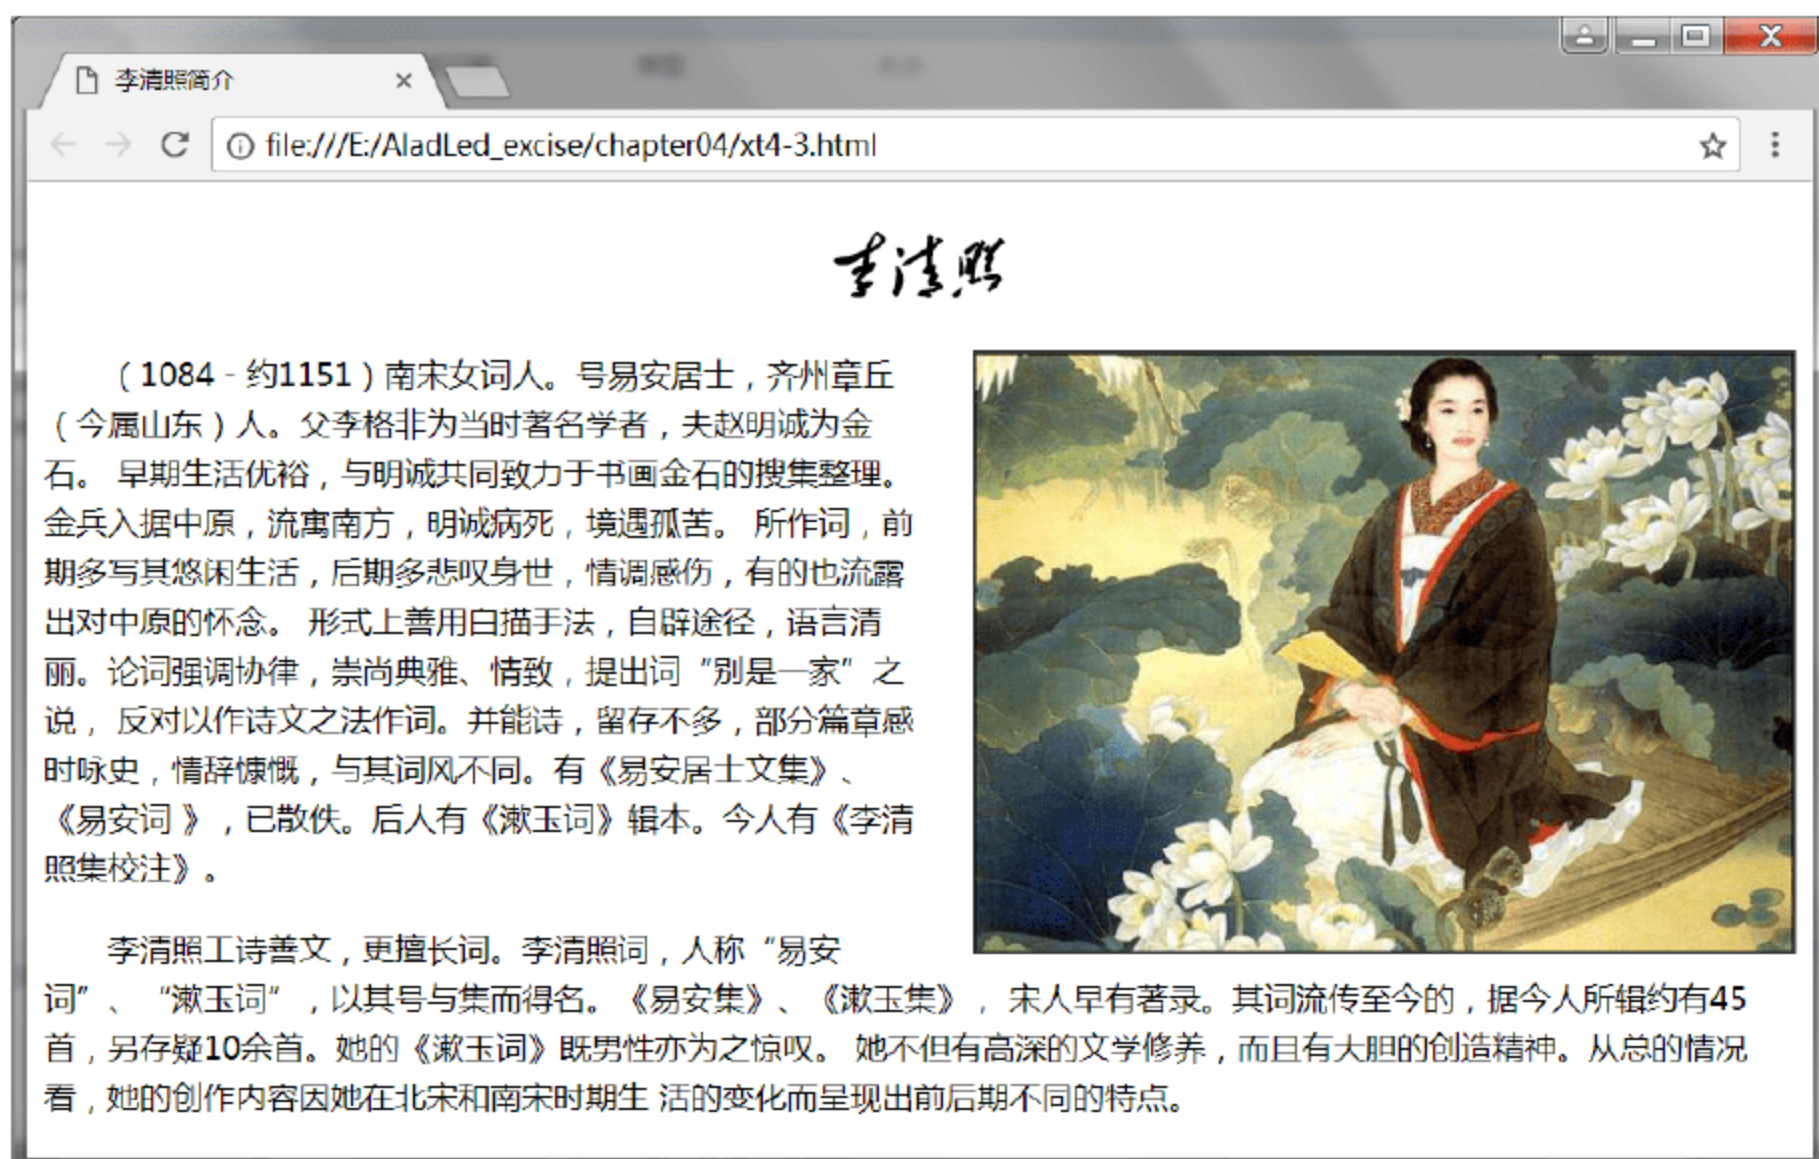 李清照简介
file:///E:/AladLed_excise/chapter04/xt4-3.html
李清照
（1084 - 约1151）南宋女词人。号易安居士，齐州章丘
（今属山东）人。父李格非为当时著名学者，夫赵明诚为金
石。 早期生活优裕，与明诚共同致力于书画金石的搜集整理。
金兵入据中原，流寓南方，明诚病死，境遇孤苦。 所作词，前
期多写其悠闲生活，后期多悲叹身世，情调感伤，有的也流露
出对中原的怀念。 形式上善用白描手法，自辟途径，语言清
丽。论词强调协律，崇尚典雅、情致，提出词“别是一家”之
说， 反对以作诗文之法作词。并能诗，留存不多，部分篇章感
时咏史，情辞慷慨，与其词风不同。有《易安居士文集》、
《易安词 》，已散佚。后人有《漱玉词》辑本。今人有《李清
照集校注》。
李清照工诗善文，更擅长词。李清照词，人称“易安
词”、 “漱玉词” ，以其号与集而得名。《易安集》、《漱玉集》， 宋人早有著录。其词流传至今的，据今人所辑约有45
首，另存疑10余首。她的《漱玉词》既男性亦为之惊叹。 她不但有高深的文学修养，而且有大胆的创造精神。从总的情况
看，她的创作内容因她在北宋和南宋时期生 活的变化而呈现出前后期不同的特点。